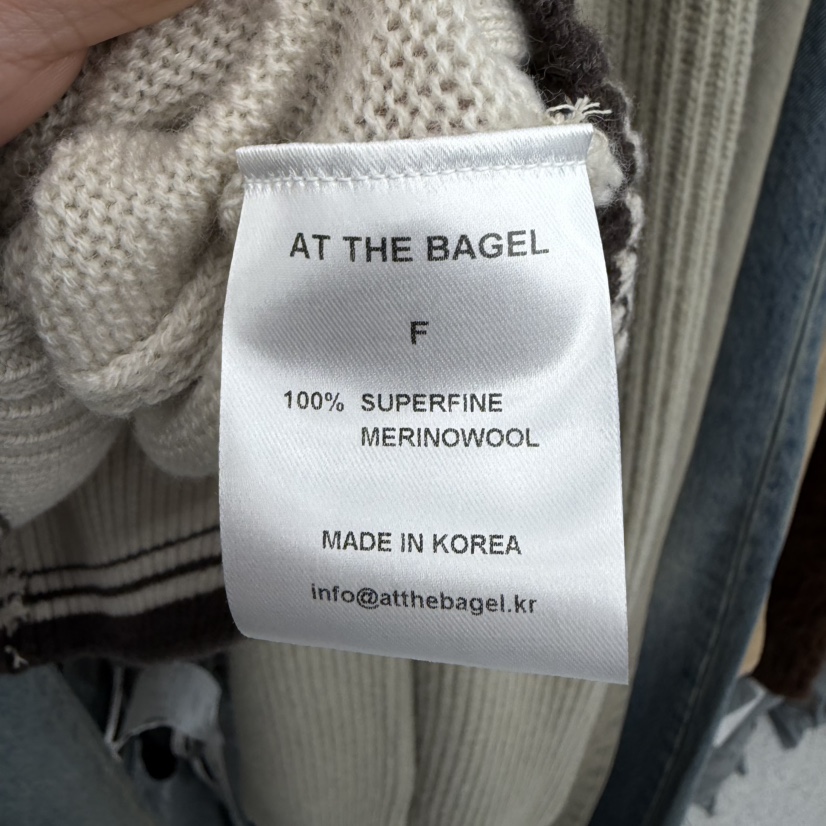 AT THE BAGEL
F
100% SUPERFINE
MERINOWOOL
MADE IN KOREA
info@atthebagel.kr